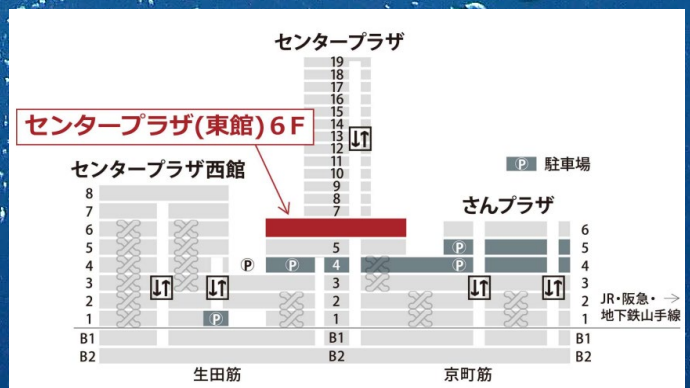 センタープラザ
19
18
17
16
15
14
13
12
11
10
9
8
7
センタープラザ(東館)6F
P 駐車場
センタープラザ西館
さんプラザ
8
7
6
5
4
3
2
1
B1
B2
P
P
P
5
4
3
2
1
B1
B2
P
P
6
5
4
3
2
1
B1
B2
JR・阪急・→
地下鉄山手線
生田筋
京町筋